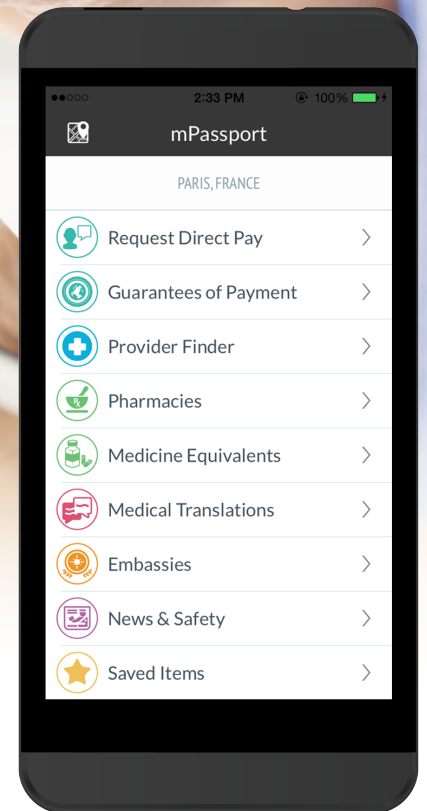 2:33 PM 100%
mPassport
PARIS, FRANCE
Request Direct Pay
Guarantees of Payment
Provider Finder
Rx
Pharmacies
Medicine Equivalents
Medical Translations
Embassies
News & Safety
Saved Items